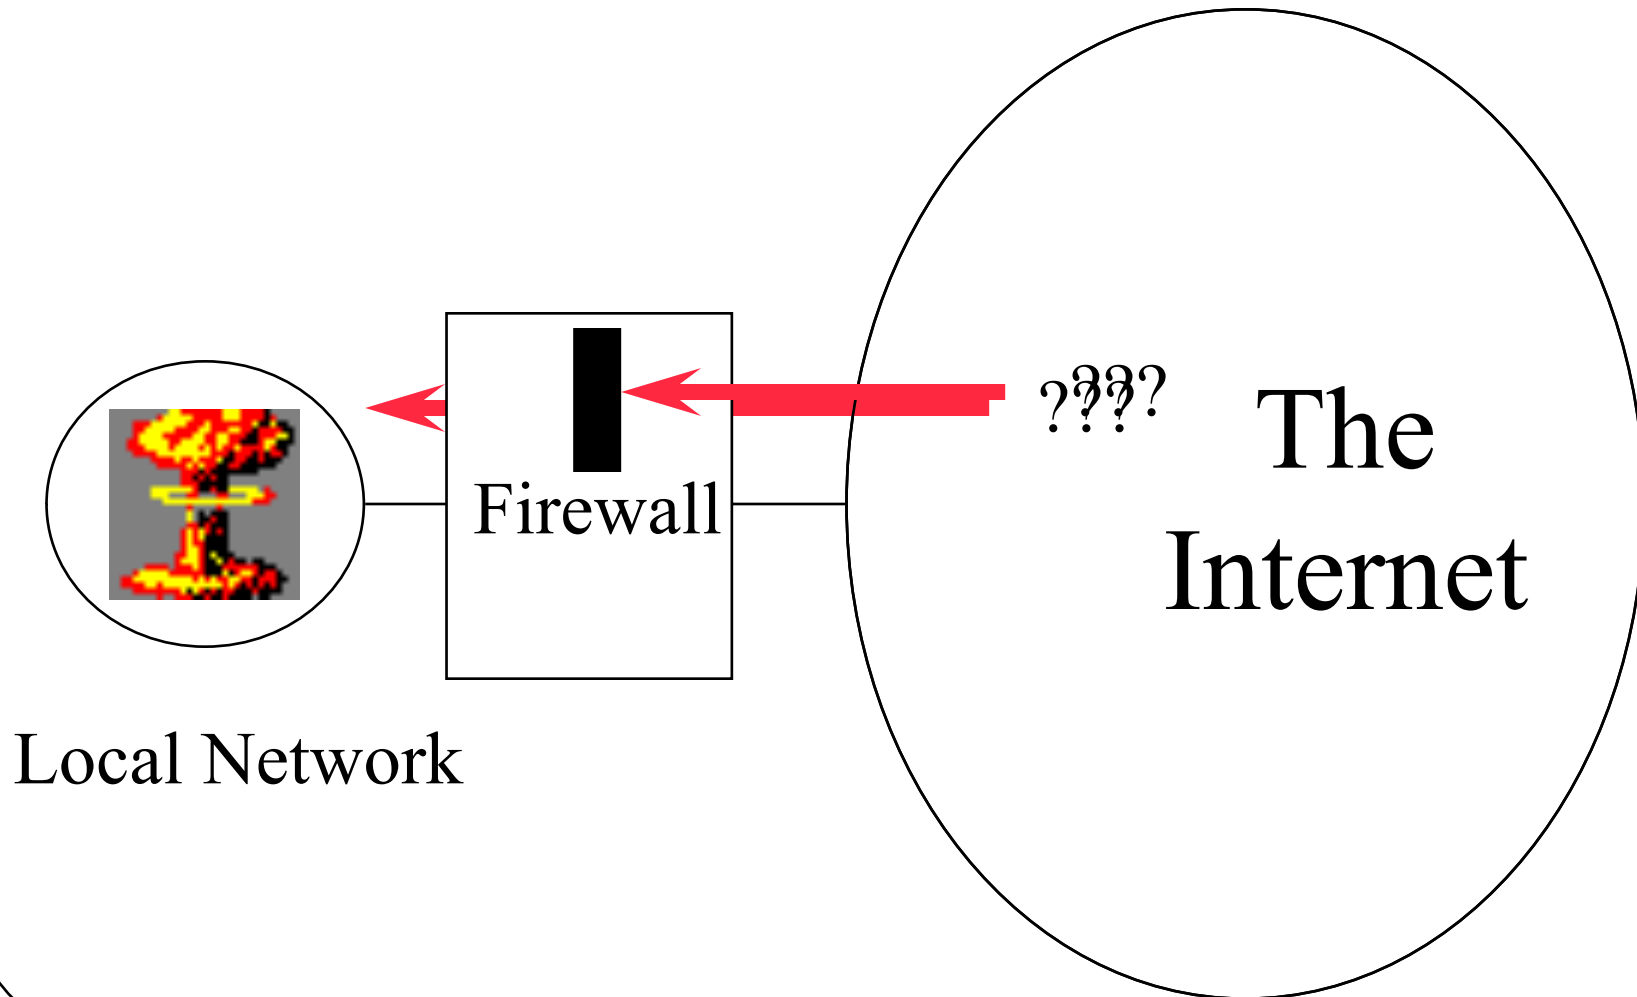 ???
???
The
Internet
Firewall
Local Network